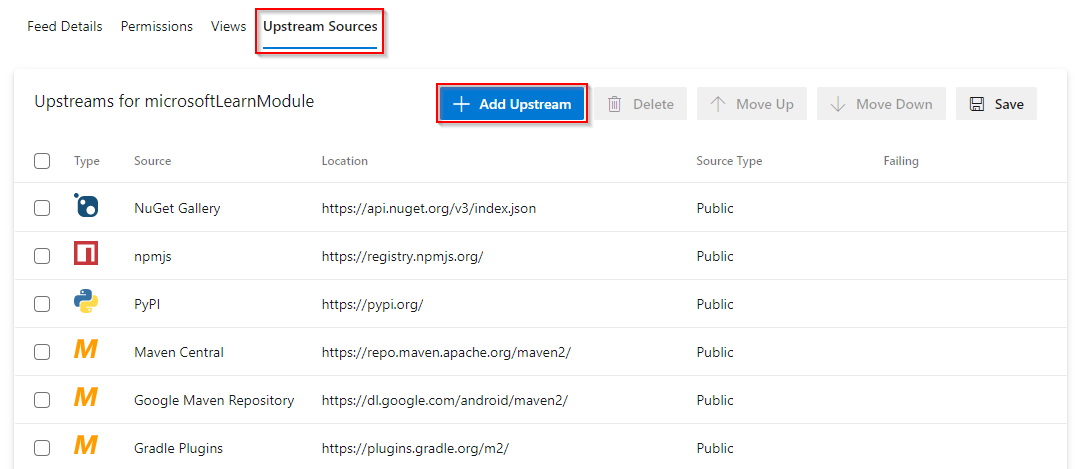 Feed Details Permissions Views Upstream Sources
Upstreams for microsoftLearnModule Add Upstream Delete Move Up Move Down Save
Type Source Location Source Type Failing
NuGet Gallery https://api.nuget.org/v3/index.json Public
npmjs https://registry.npmjs.org/ Public
PyPI https://pypi.org/ Public
M Maven Central https://repo.maven.apache.org/maven2/ Public
M Google Maven Repository https://dl.google.com/android/maven2/ Public
M Gradle Plugins https://plugins.gradle.org/m2/ Public